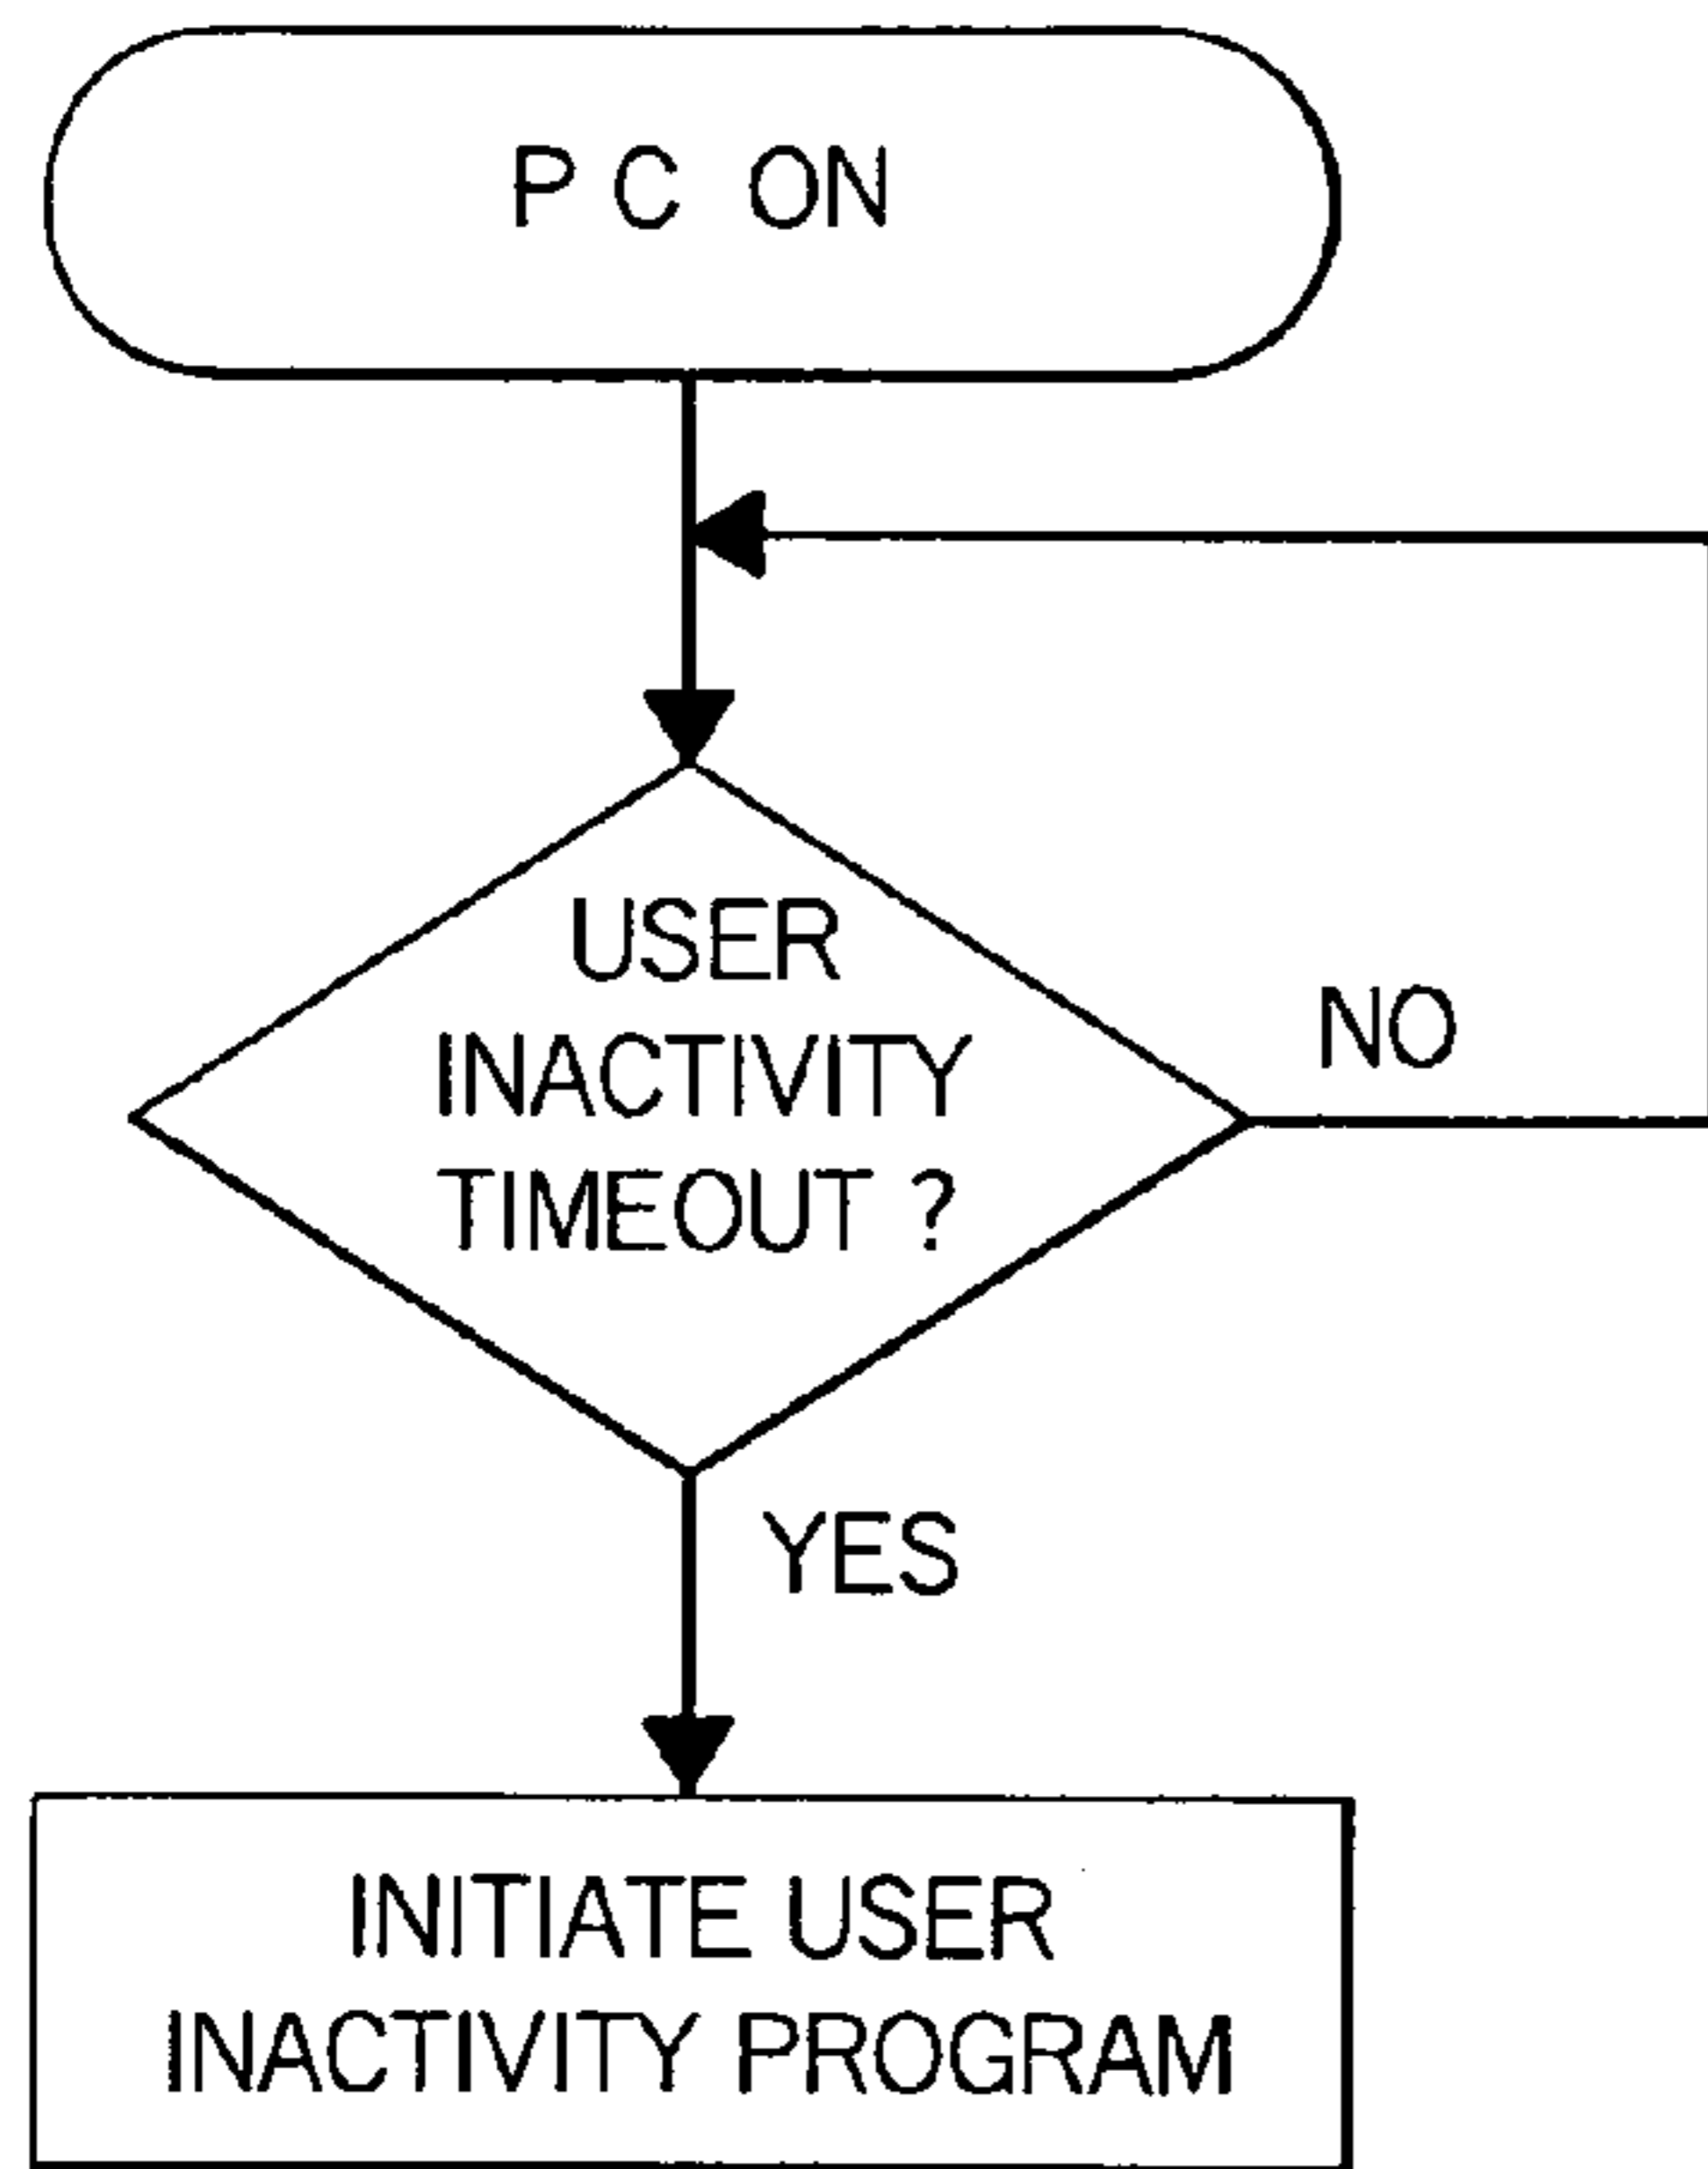 P C ON
USER
INACTIVITY
TIMEOUT ?
NO
YES
INITIATE USER
INACTIVITY PROGRAM